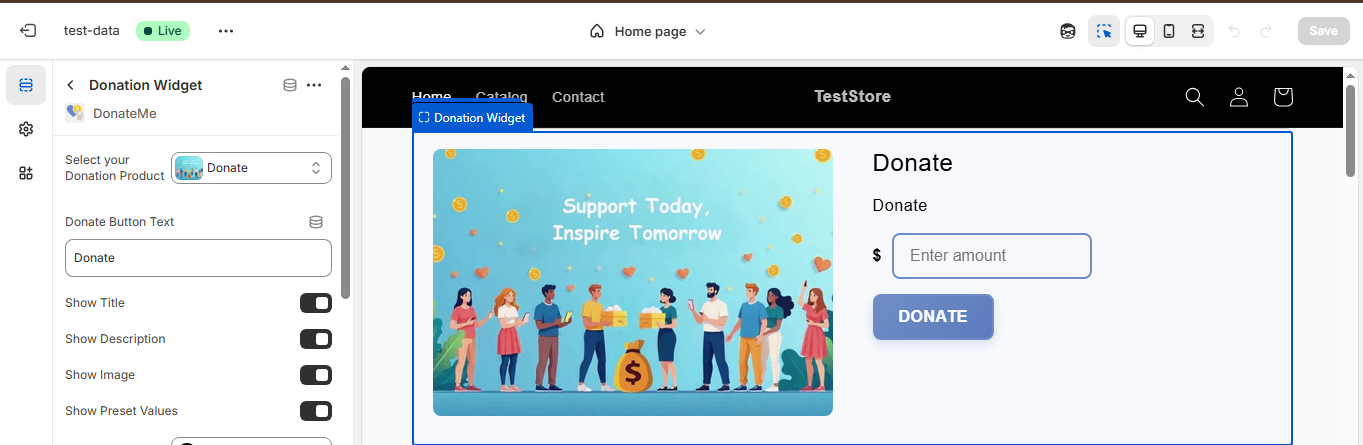 test-data
Live
Home page
Save
Donation Widget
DonateMe
Select your
Donation Product
Donate
Donate Button Text
Donate
Show Title
Show Description
Show Image
Show Preset Values
Home
Catalog
Contact
TestStore
Donation Widget
Support Today,
Inspire Tomorrow
$
Donate
Donate
$
Enter amount
DONATE